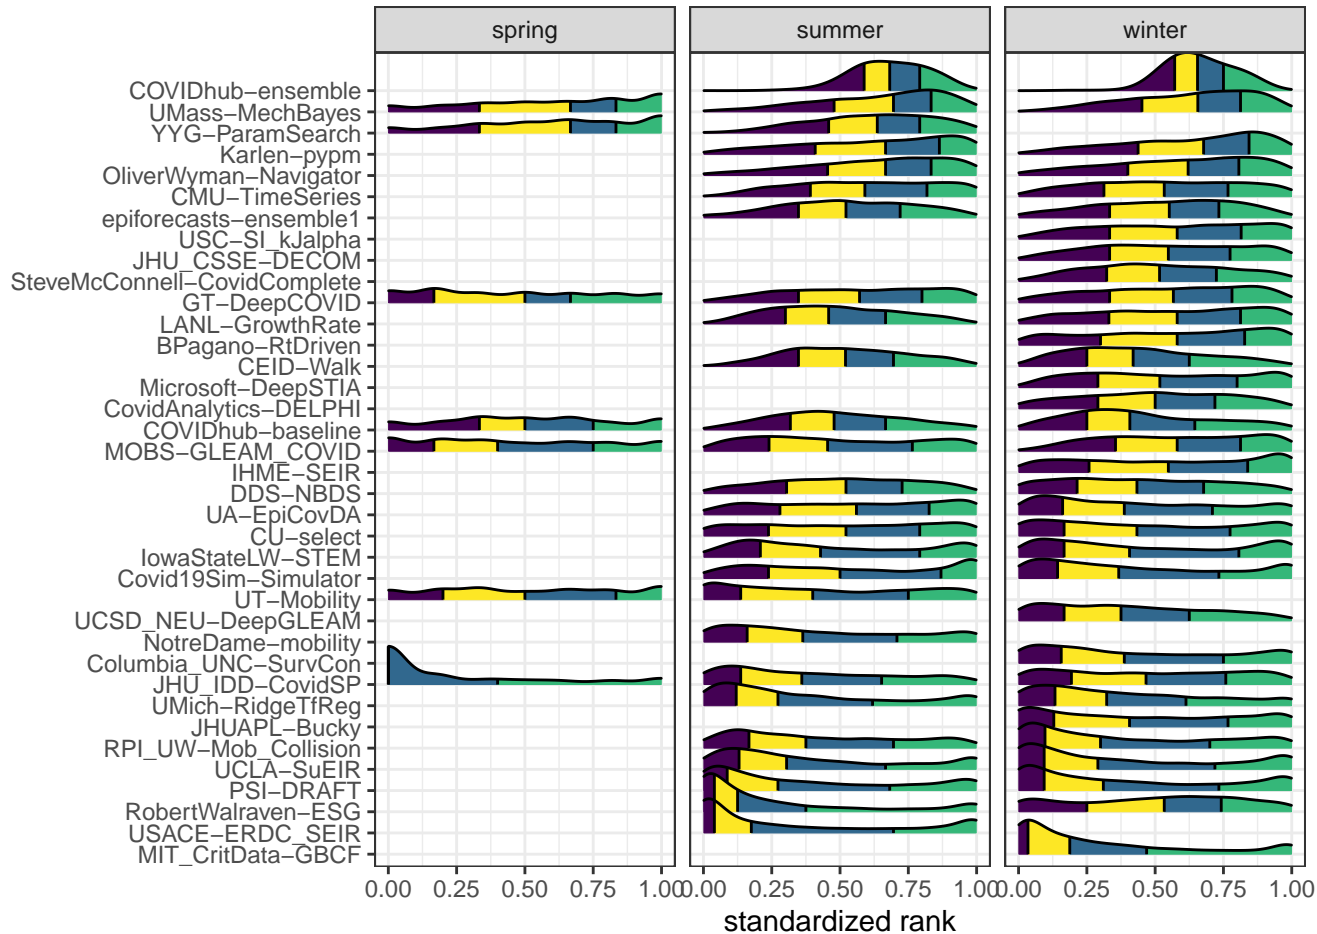 spring
summer
winter
COVIDhub−ensemble
UMass−MechBayes
YYG−ParamSearch
Karlen−pypm
OliverWyman−Navigator
CMU−TimeSeries
epiforecasts−ensemble1
USC−SI_kJalpha
JHU_CSSE−DECOM
SteveMcConnell−CovidComplete
GT−DeepCOVID
LANL−GrowthRate
BPagano−RtDriven
CEID−Walk
Microsoft−DeepSTIA
CovidAnalytics−DELPHI
COVIDhub−baseline
MOBS−GLEAM_COVID
IHME−SEIR
DDS−NBDS
UA−EpiCovDA
CU−select
IowaStateLW−STEM
Covid19Sim−Simulator
UT−Mobility
UCSD_NEU−DeepGLEAM
NotreDame−mobility
Columbia_UNC−SurvCon
JHU_IDD−CovidSP
UMich−RidgeTfReg
JHUAPL−Bucky
RPI_UW−Mob_Collision
UCLA−SuEIR
PSI−DRAFT
RobertWalraven−ESG
USACE−ERDC_SEIR
MIT_CritData−GBCF
0.00 0.25 0.50 0.75 1.00 0.00 0.25 0.50 0.75 1.00 0.00 0.25 0.50 0.75 1.00
standardized rank